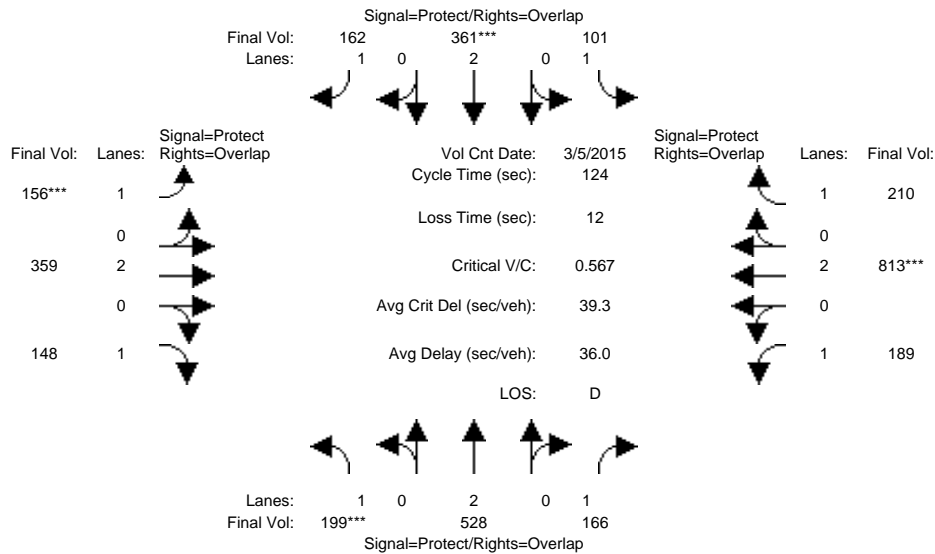 Signal=Protect/Rights=Overlap
Final Vol: 162 361*** 101
Lanes: 1 0 2 0 1
Signal=Protect
Rights=Overlap
Final Vol: Lanes:
Vol Cnt Date: 3/5/2015
Signal=Protect
Rights=Overlap
Lanes: Final Vol:
Cycle Time (sec): 124
156*** 1
1 210
Loss Time (sec): 12
0
0
359 2
Critical V/C: 0.567
2 813***
0
Avg Crit Del (sec/veh): 39.3
0
148 1
Avg Delay (sec/veh): 36.0
1 189
LOS: D
Lanes: 1 0 2 0 1
Final Vol: 199*** 528 166
Signal=Protect/Rights=Overlap